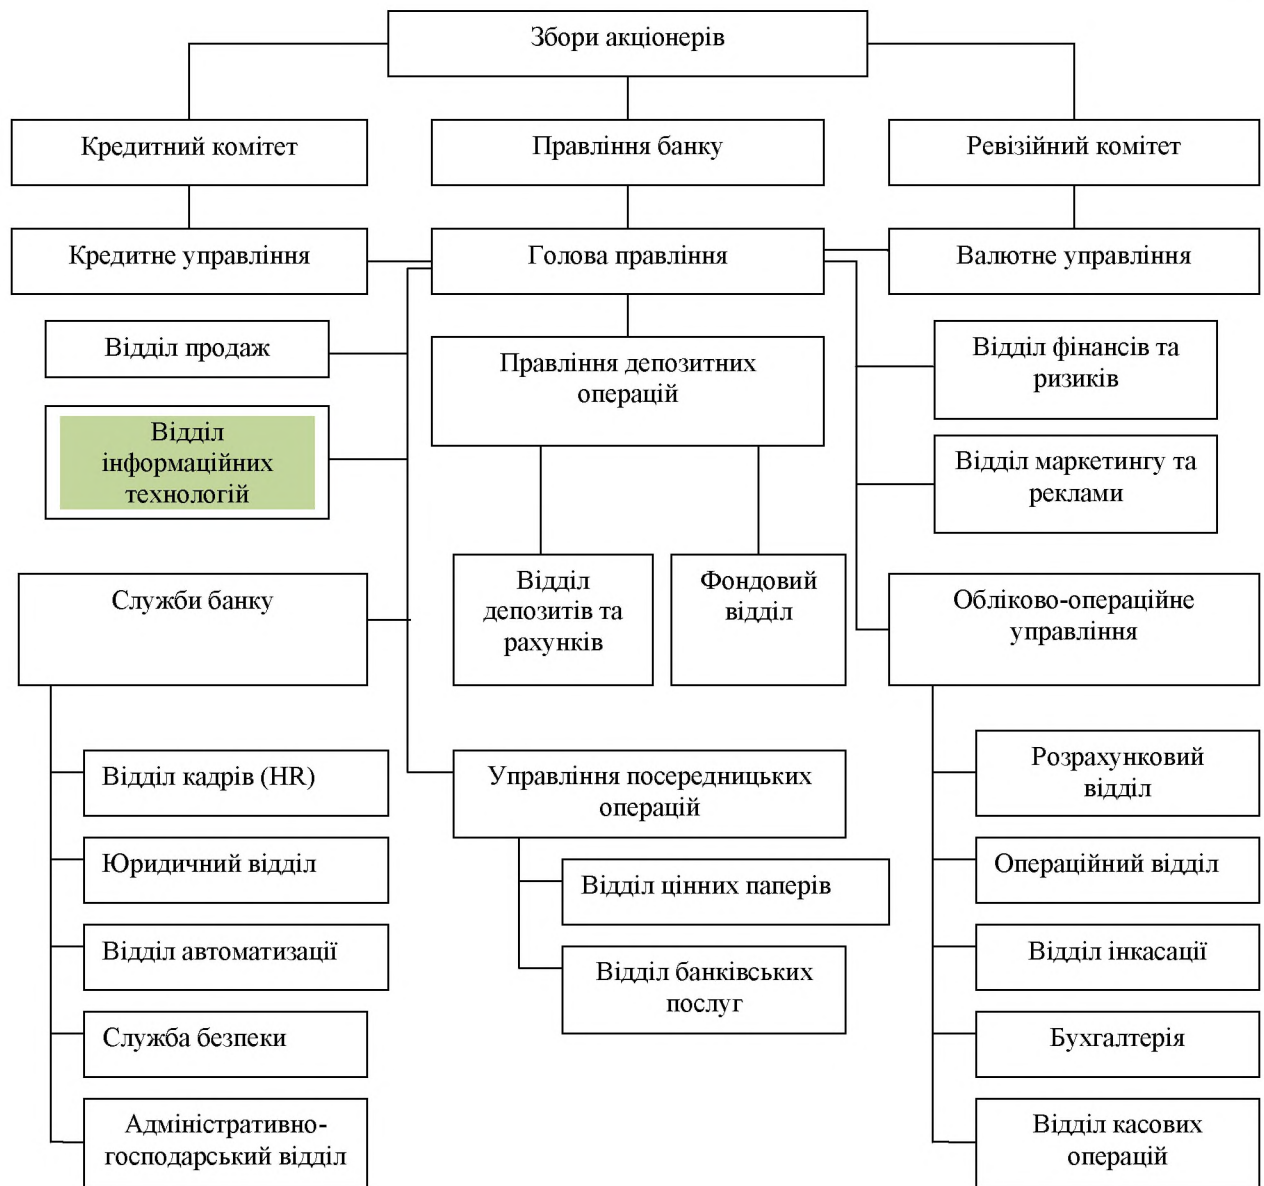 Збори акціонерів
Кредитний комітет
Правління банку
Ревізійний комітет
Кредитне управління
Голова правління
Валютне управління
Відділ продаж
Правління депозитних
операцій
Відділ фінансів та
ризиків
Відділ
інформаційних
технологій
Відділ маркетингу та
реклами
Служби банку
Відділ
депозитів та
рахунків
Фондовий
відділ
Обліково-операційне
управління
Відділ кадрів (HR)
Юридичний відділ
Відділ автоматизації
Служба безпеки
Адміністративно-
господарський відділ
Управління посередницьких
операцій
Відділ цінних паперів
Відділ банківських
послуг
Розрахунковий
відділ
Операційний відділ
Відділ інкасації
Бухгалтерія
Відділ касових
операцій